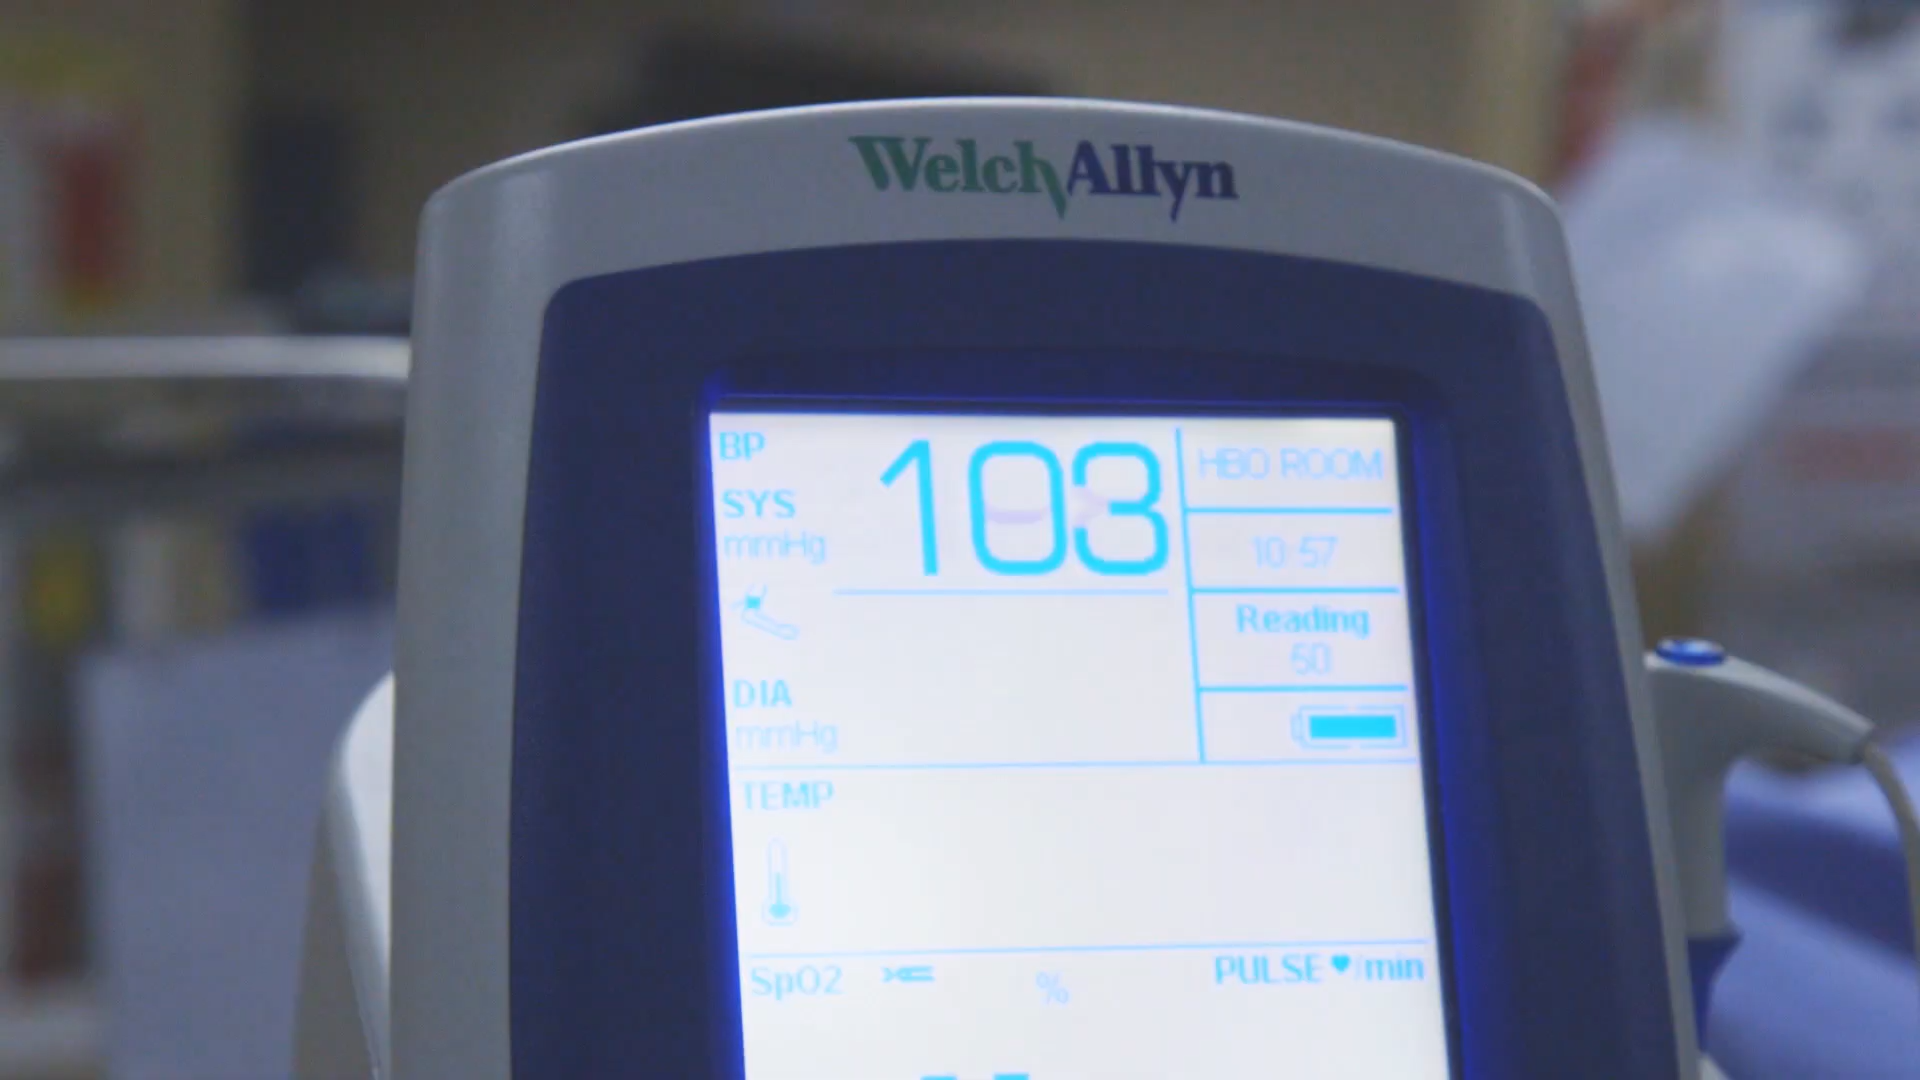 WelchAllyn
BP
SYS
mmHg
103
HBO ROOM
10:57
Reading
50
DIA
mmHg
TEMP
SpO2
%
PULSE ♥/min